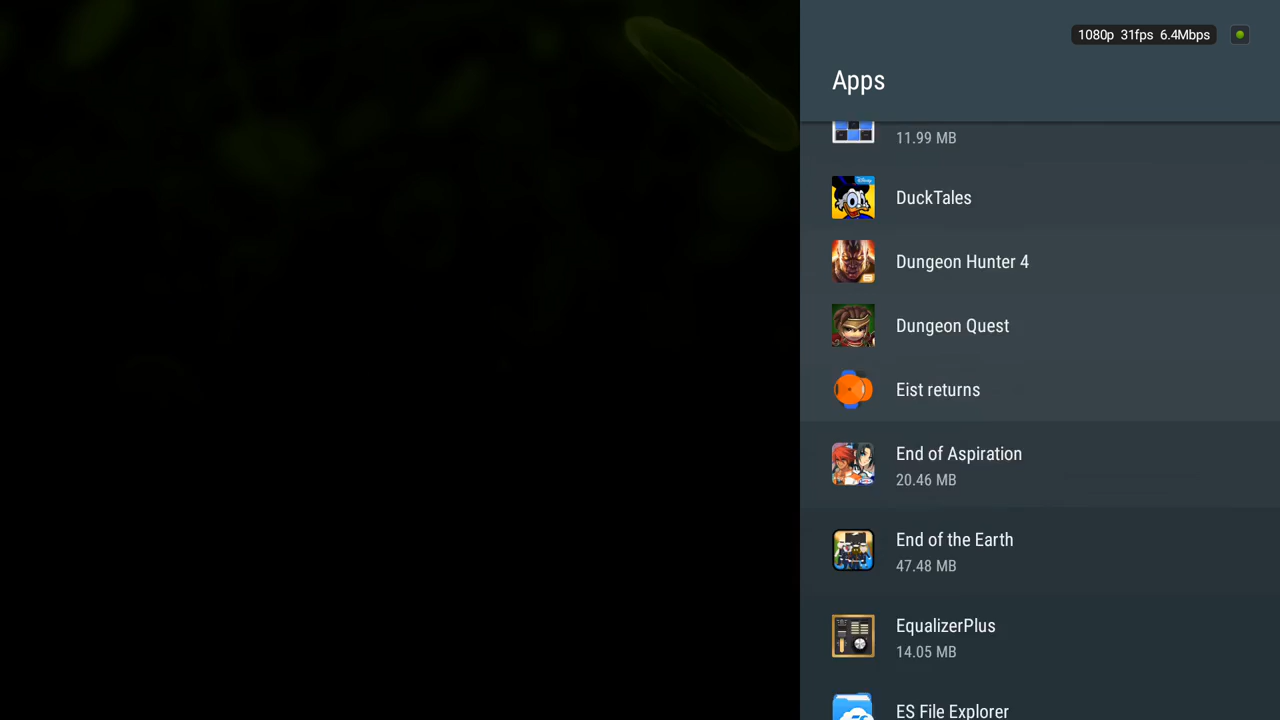 1080p 31fps 6.4Mbps
Apps
11.99 MB
DuckTales
Dungeon Hunter 4
Dungeon Quest
Eist returns
End of Aspiration
20.46 MB
End of the Earth
47.48 MB
EqualizerPlus
14.05 MB
ES File Explorer